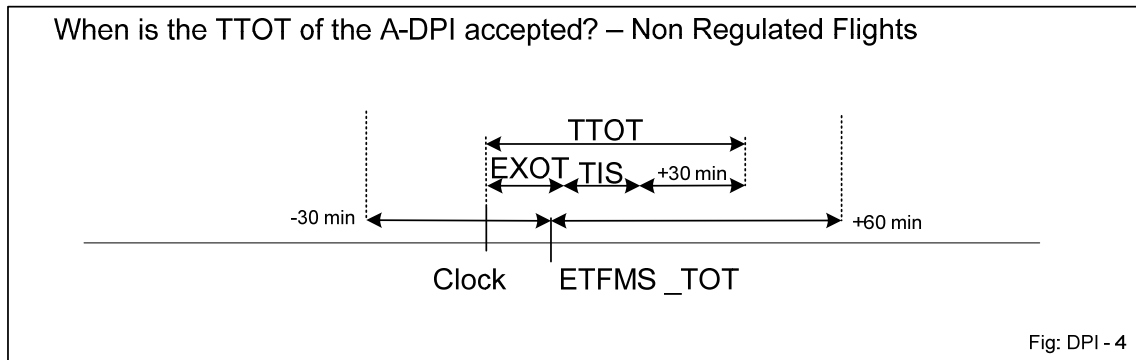 When is the TTOT of the A-DPI accepted? – Non Regulated Flights
TTOT
EXOT TIS +30 min
-30 min +60 min
Clock ETFMS _TOT
Fig: DPI - 4